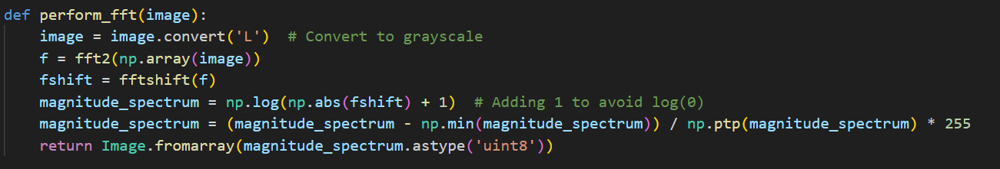 def perform_fft(image):
    image = image.convert('L')  # Convert to grayscale
    f = fft2(np.array(image))
    fshift = fftshift(f)
    magnitude_spectrum = np.log(np.abs(fshift) + 1)  # Adding 1 to avoid log(0)
    magnitude_spectrum = (magnitude_spectrum - np.min(magnitude_spectrum)) / np.ptp(magnitude_spectrum) * 255
    return Image.fromarray(magnitude_spectrum.astype('uint8'))